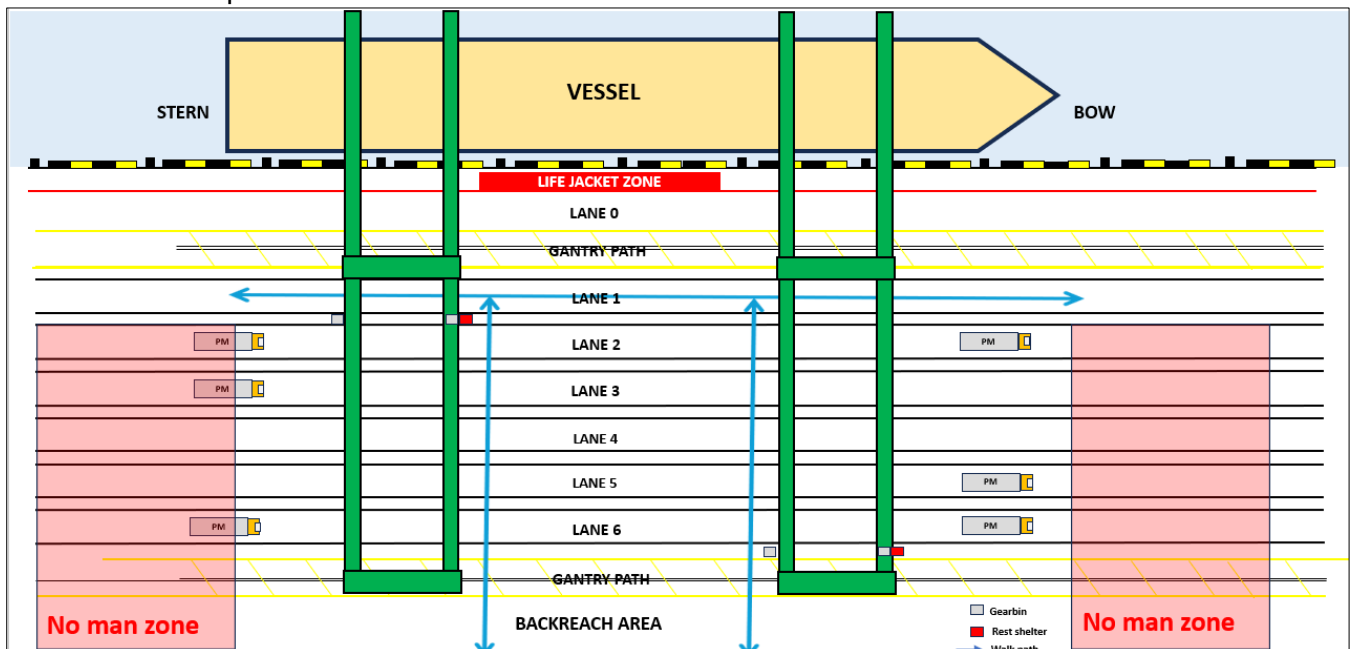 VESSEL
STERN
BOW
LIFE JACKET ZONE
LANE 0
GANTRY PATH
LANE 1
PM
LANE 2
PM
PM
LANE 3
LANE 4
LANE 5
PM
PM
LANE 6
PM
GANTRY PATH
Gearbin
No man zone
BACKREACH AREA
Rest shelter
No man zone
Walk path